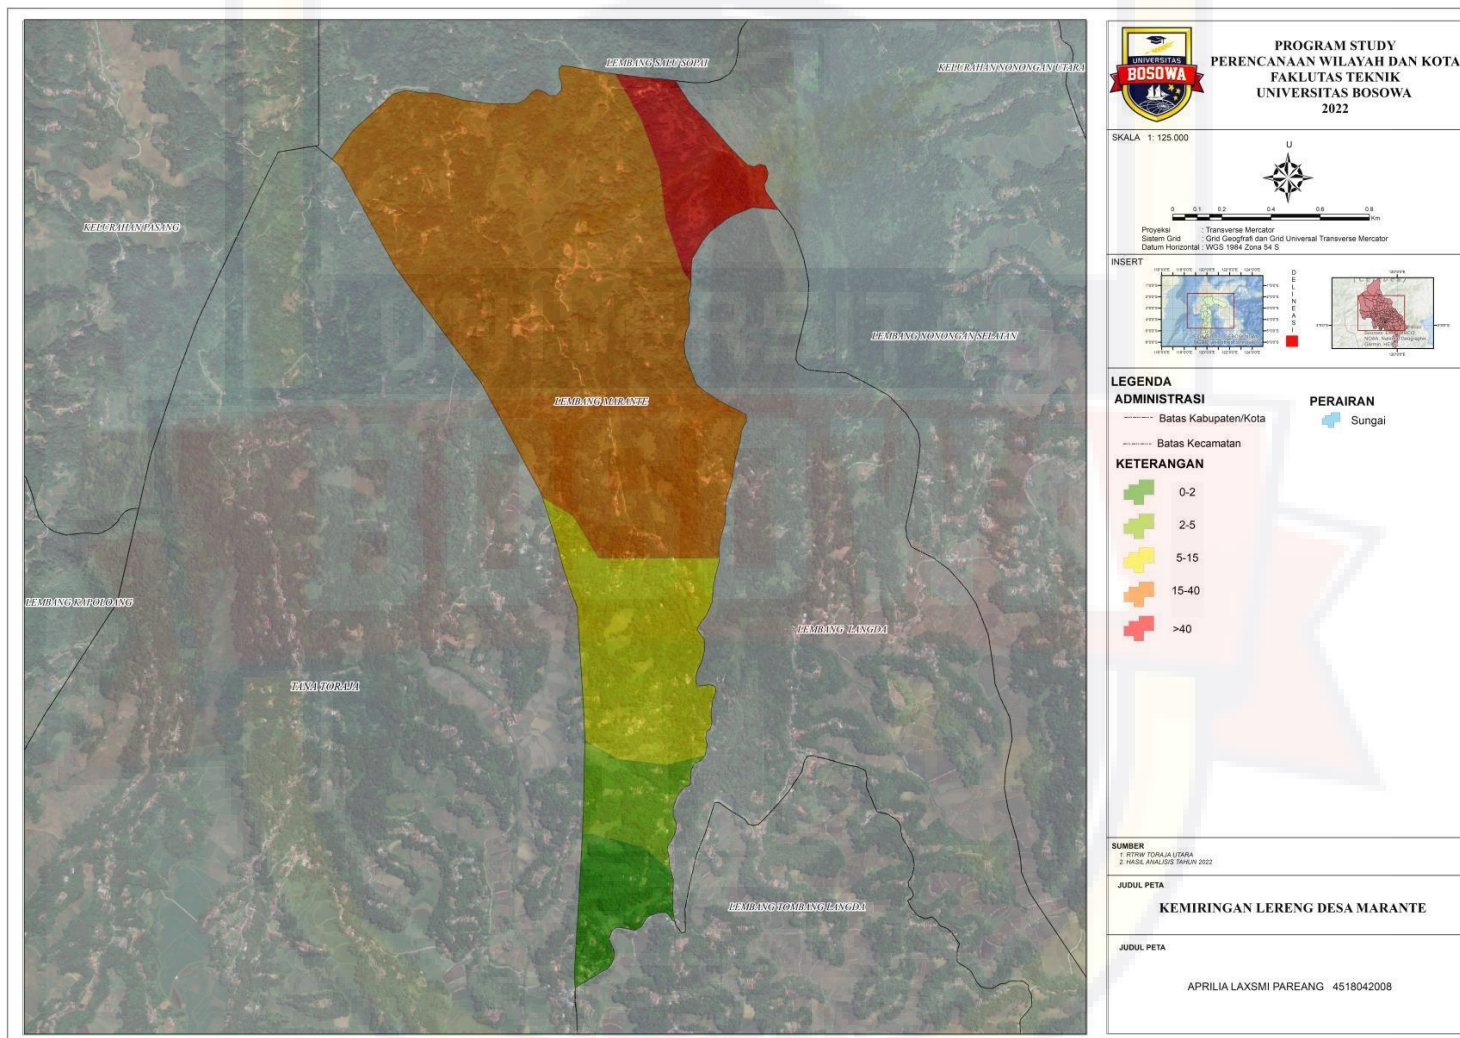 LEMBANG SALU SOPAI
KELURAHAN NONONGAN UTARA
KELURAHAN PASANG
LEMBANG NONONGAN SELATAN
LEMBANG MARANTE
LEMBANG KAPOLOANG
LEMBANG LANGDA
TANA TORAJA
LEMBANG TOMBANG LANGDA
UNIVERSITAS
BOSOWA
PROGRAM STUDY
PERENCANAAN WILAYAH DAN KOTA
FAKLUTAS TEKNIK
UNIVERSITAS BOSOWA
2022
SKALA 1: 125.000
U
0 0.1 0.2 0.4 0.6 0.8
Km
Proyeksi : Transverse Mercator
Sistem Grid : Grid Geogfrafi dan Grid Universal Transverse Mercator
Datum Horizontal : WGS 1984 Zona 54 S
INSERT
DELINEASI
LEGENDA
ADMINISTRASI
Batas Kabupaten/Kota
Batas Kecamatan
PERAIRAN
Sungai
KETERANGAN
0-2
2-5
5-15
15-40
>40
SUMBER
1. RTRW TORAJA UTARA
2. HASIL ANALISIS TAHUN 2022
JUDUL PETA
KEMIRINGAN LERENG DESA MARANTE
JUDUL PETA
APRILIA LAXSMI PAREANG 4518042008